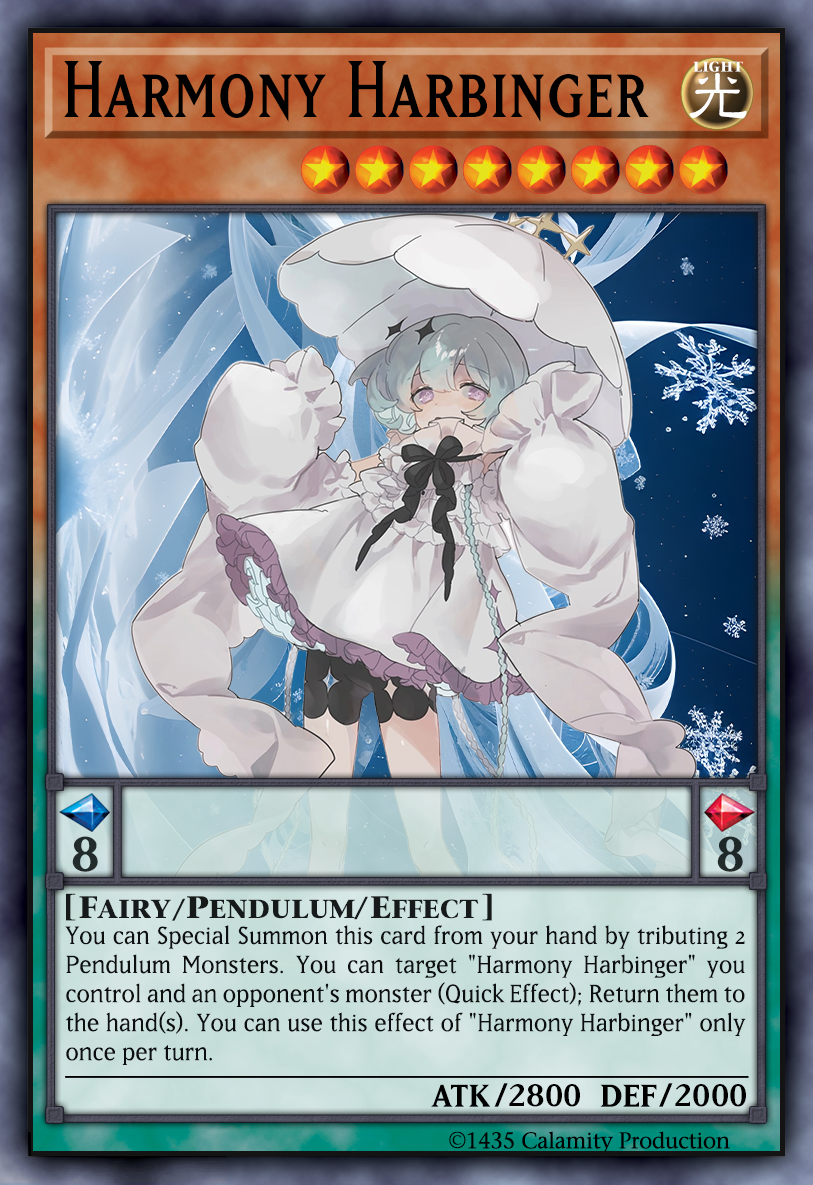 HARMONY HARBINGER
LIGHT
光
8
8
[FAIRY/PENDULUM/EFFECT]
You can Special Summon this card from your hand by tributing 2
Pendulum Monsters. You can target "Harmony Harbinger" you
control and an opponent's monster (Quick Effect); Return them to
the hand(s). You can use this effect of "Harmony Harbinger" only
once per turn.
ATK/2800 DEF/2000
©1435 Calamity Production